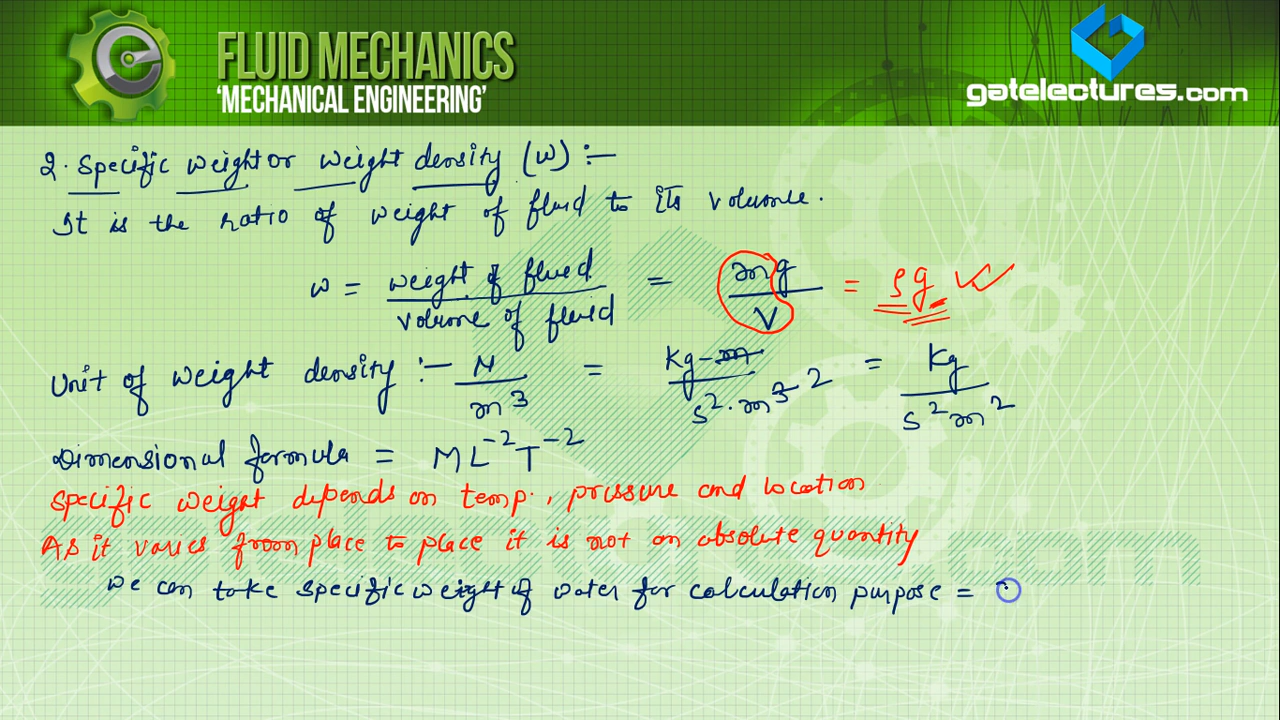 FLUID MECHANICS
'MECHANICAL ENGINEERING'
gatelectures.com
2. Specific weight or weight density (w) :-
It is the ratio of weight of fluid to its volume.
w = weight of fluid / volume of fluid = mg / V = ρg
Unit of weight density :- N / m³ = kg-m / s².m³ 2 = kg / s²m²
Dimensional formula = ML⁻²T⁻²
Specific weight depends on temp., pressure and location
As it varies from place to place it is not an absolute quantity
We can take specific weight of water for calculation purpose =
gatelectures.com